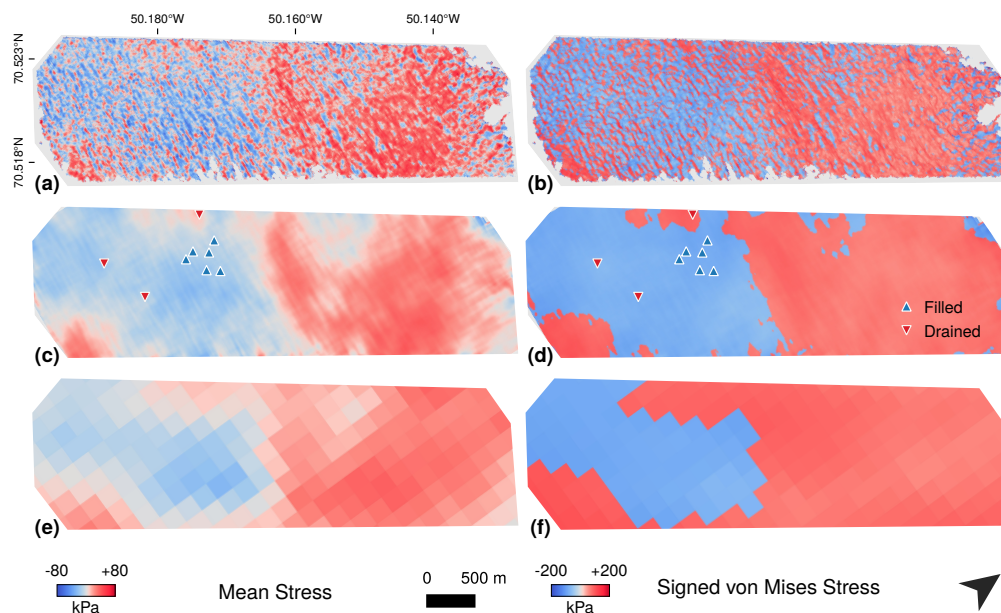 50.180°W 50.160°W 50.140°W
70.523°N
70.518°N
(a) (b)
Filled
Drained
(c) (d)
(e) (f)
-80 +80
kPa
Mean Stress
0 500 m
-200 +200
kPa
Signed von Mises Stress